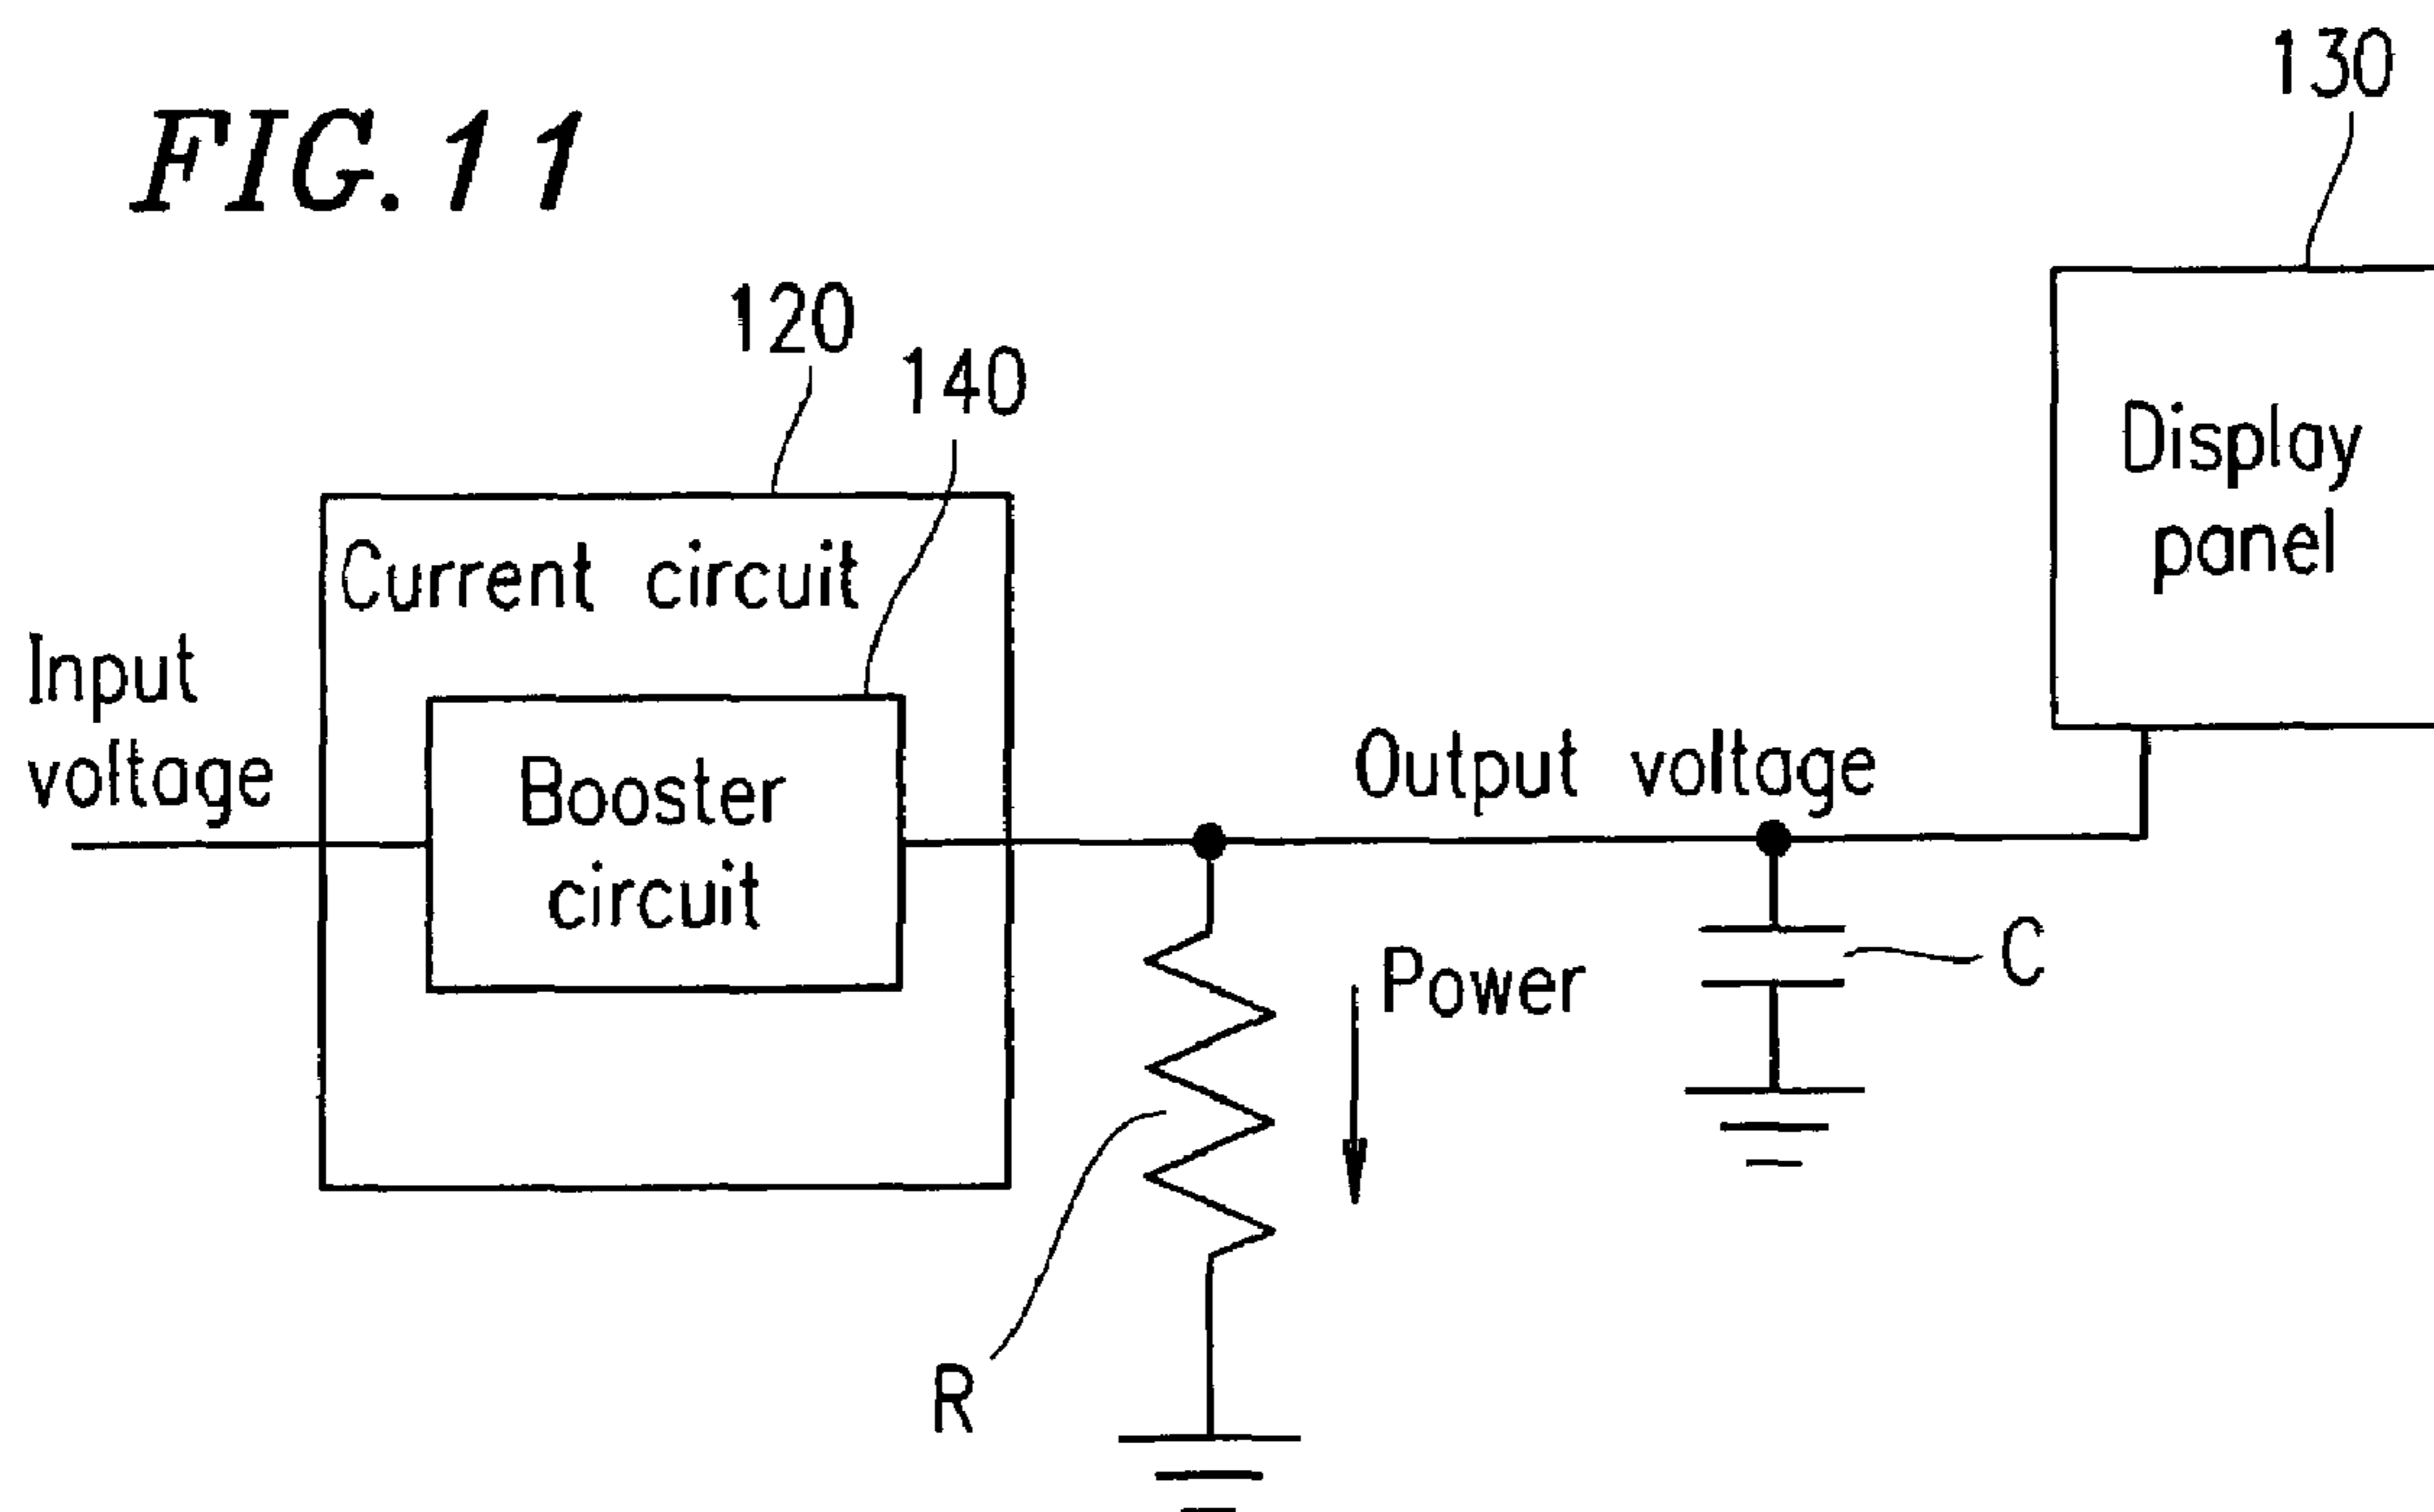 FIG.11
130
120
140
Display
panel
Current circuit
Input
voltage
Booster
circuit
Output voltage
Power
C
R